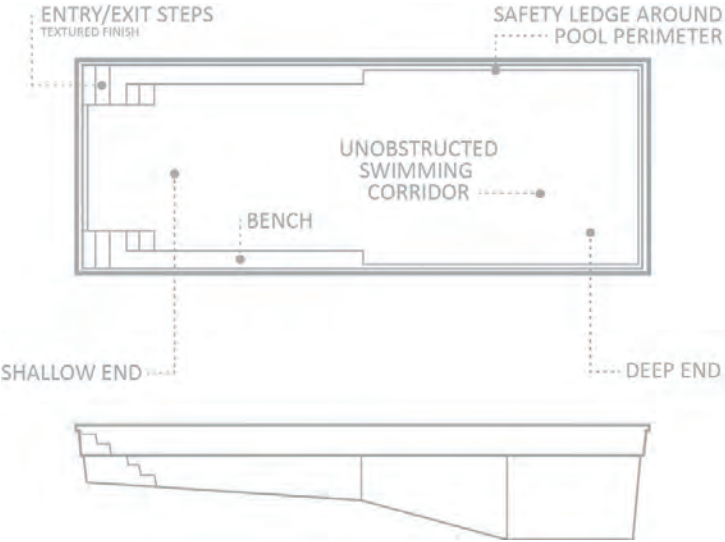 ENTRY/EXIT STEPS
TEXTURED FINISH
SAFETY LEDGE AROUND
POOL PERIMETER
UNOBSTRUCTED
SWIMMING
CORRIDOR
BENCH
SHALLOW END
DEEP END